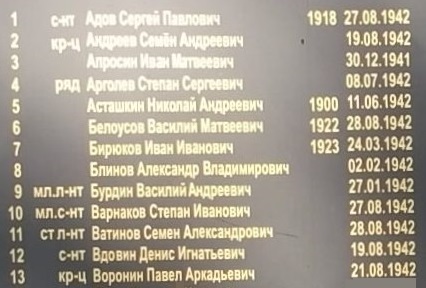 1 с-нт Адов Сергей Павлович 1918 27.08.1942
2 кр-ц Андреев Семён Андреевич 19.08.1942
3 Апросин Иван Матвеевич 30.12.1941
4 ряд Арголев Степан Сергеевич 08.07.1942
5 Асташкин Николай Андреевич 1900 11.06.1942
6 Белоусов Василий Матвеевич 1922 28.08.1942
7 Бирюков Иван Иванович 1923 24.03.1942
8 Блинов Александр Владимирович 02.02.1942
9 мл.л-нт Бурдин Василий Андреевич 27.01.1942
10 мл.с-нт Варнаков Степан Иванович 27.08.1942
11 ст л-нт Ватинов Семен Александрович 28.08.1942
12 с-нт Вдовин Денис Игнатьевич 19.08.1942
13 кр-ц Воронин Павел Аркадьевич 21.08.1942